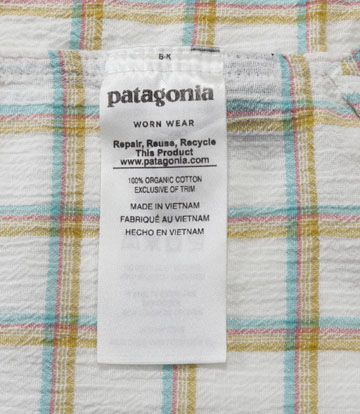 patagonia
WORN WEAR
Repair, Reuse, Recycle
This Product
www.patagonia.com
100% ORGANIC COTTON
EXCLUSIVE OF TRIM
MADE IN VIETNAM
FABRIQUÉ AU VIETNAM
HECHO EN VIETNAM